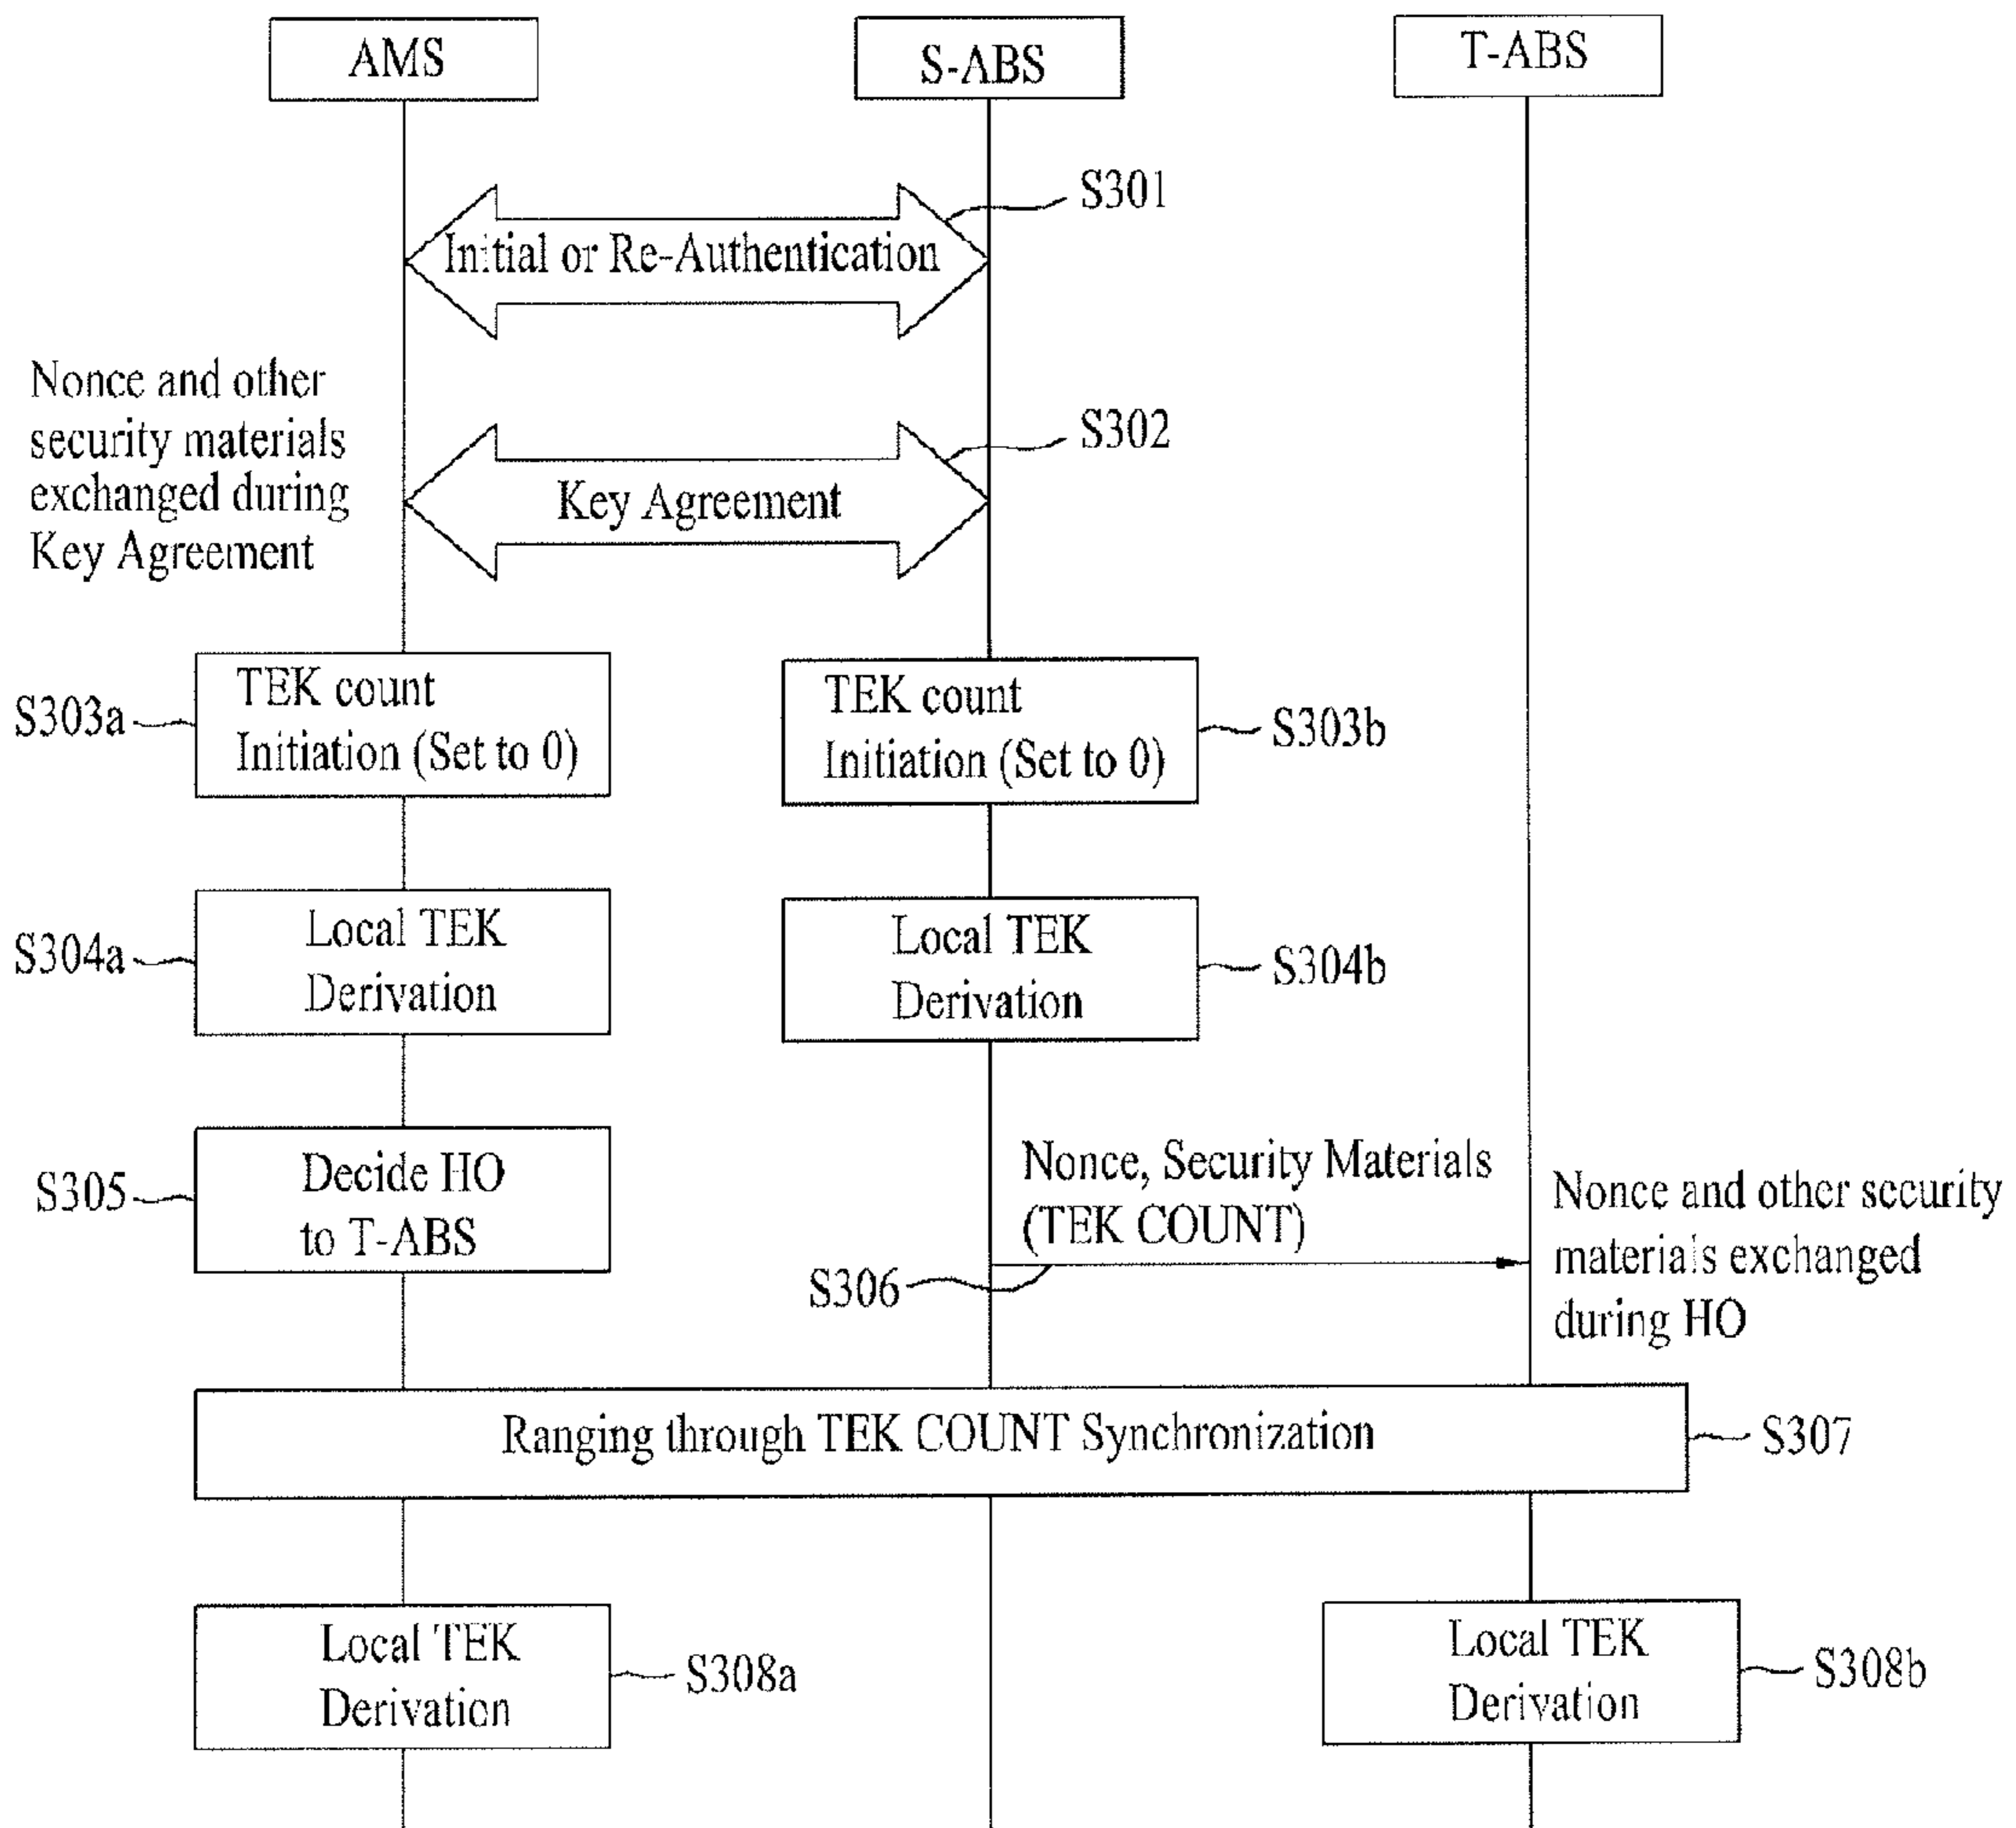 AMS
S-ABS
T-ABS
S301
Initial or Re-Authentication
Nonce and other
security materials
exchanged during
Key Agreement
S302
Key Agreement
S303a
TEK count
Initiation (Set to 0)
TEK count
Initiation (Set to 0)
S303b
S304a
Local TEK
Derivation
Local TEK
Derivation
S304b
S305
Decide HO
to T-ABS
Nonce, Security Materials
(TEK COUNT)
S306
Nonce and other security
materials exchanged
during HO
Ranging through TEK COUNT Synchronization
S307
Local TEK
Derivation
S308a
Local TEK
Derivation
S308b